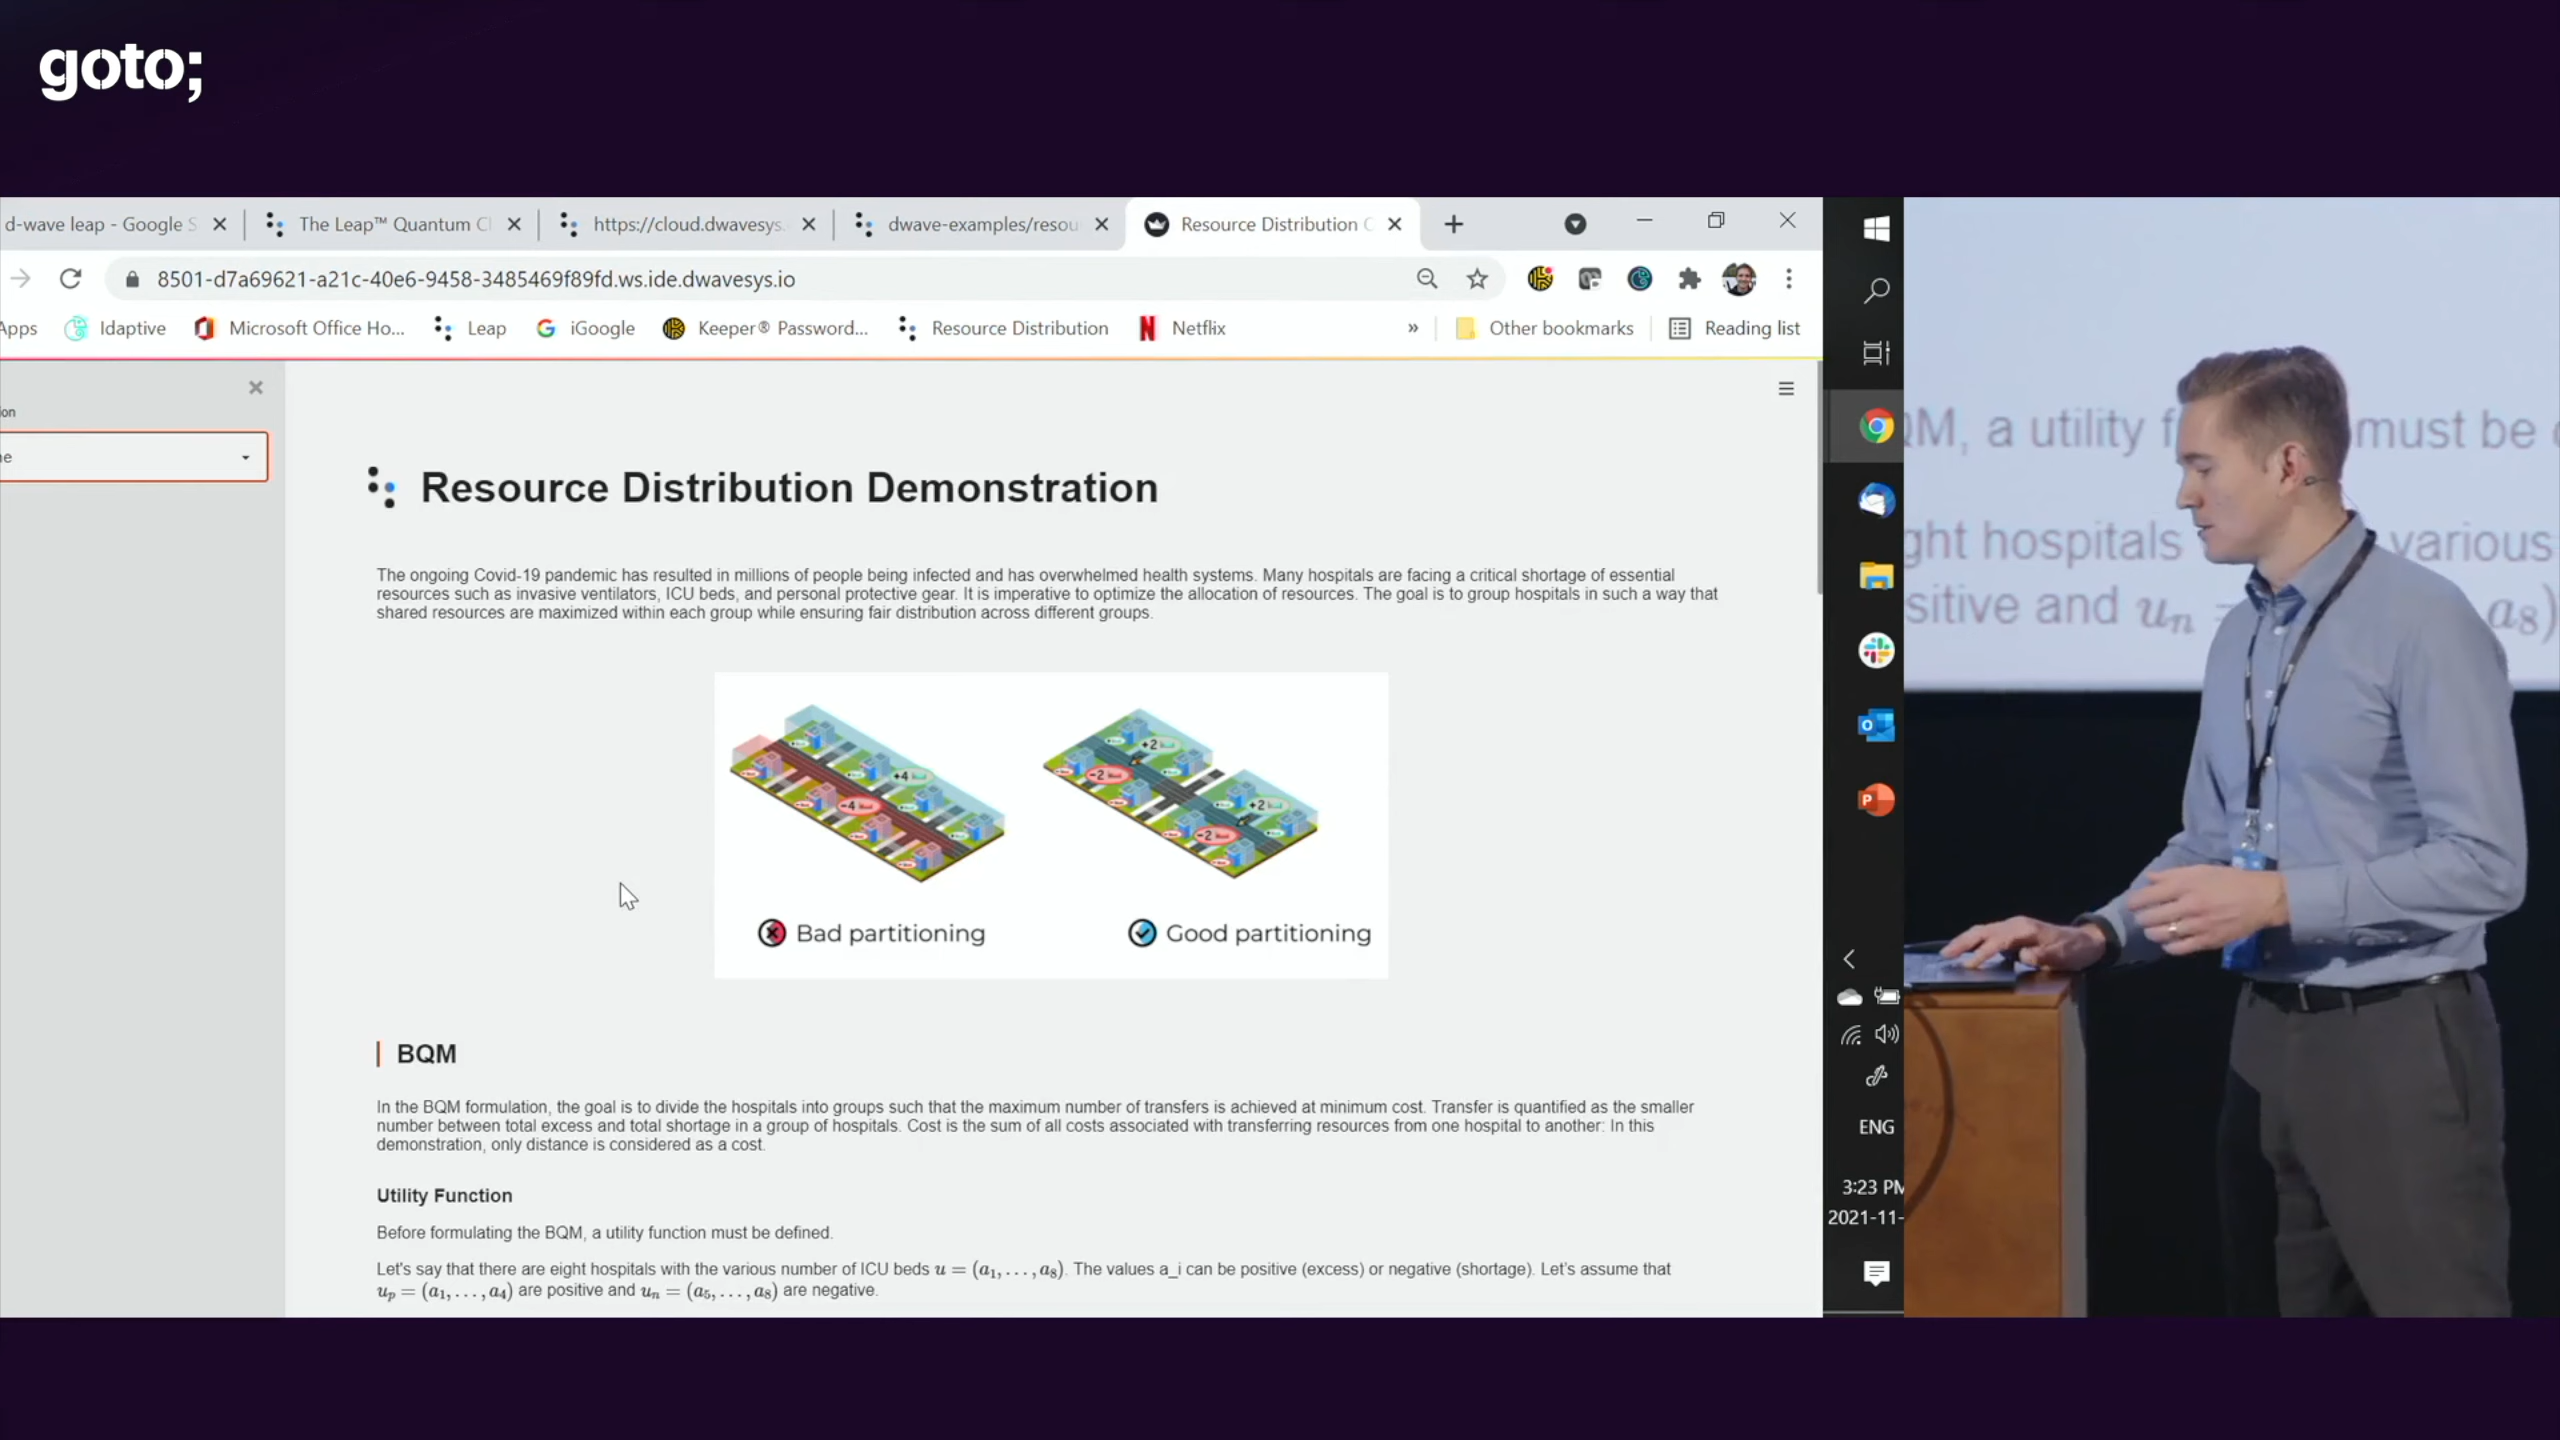 goto;
d-wave leap - Google S
The Leap™ Quantum Cl
https://cloud.dwavesys.
dwave-examples/resou
Resource Distribution
8501-d7a69621-a21c-40e6-9458-3485469f89fd.ws.ide.dwavesys.io
Apps
Idaptive
Microsoft Office Ho...
Leap
iGoogle
Keeper® Password...
Resource Distribution
Netflix
»
Other bookmarks
Reading list
Resource Distribution Demonstration
The ongoing Covid-19 pandemic has resulted in millions of people being infected and has overwhelmed health systems. Many hospitals are facing a critical shortage of essential
resources such as invasive ventilators, ICU beds, and personal protective gear. It is imperative to optimize the allocation of resources. The goal is to group hospitals in such a way that
shared resources are maximized within each group while ensuring fair distribution across different groups.
+4
-4
+2
-2
+2
-2
Bad partitioning
Good partitioning
BQM
In the BQM formulation, the goal is to divide the hospitals into groups such that the maximum number of transfers is achieved at minimum cost. Transfer is quantified as the smaller
number between total excess and total shortage in a group of hospitals. Cost is the sum of all costs associated with transferring resources from one hospital to another: In this
demonstration, only distance is considered as a cost.
Utility Function
Before formulating the BQM, a utility function must be defined.
Let's say that there are eight hospitals with the various number of ICU beds u = (a₁, . . . , a₈). The values a_i can be positive (excess) or negative (shortage). Let's assume that
uₚ = (a₁, . . . , a₄) are positive and uₙ = (a₅, . . . , a₈) are negative.
ENG
3:23 PM
2021-11-
QM, a utility f must be
ght hospitals various
sitive and uₙ = a₈)